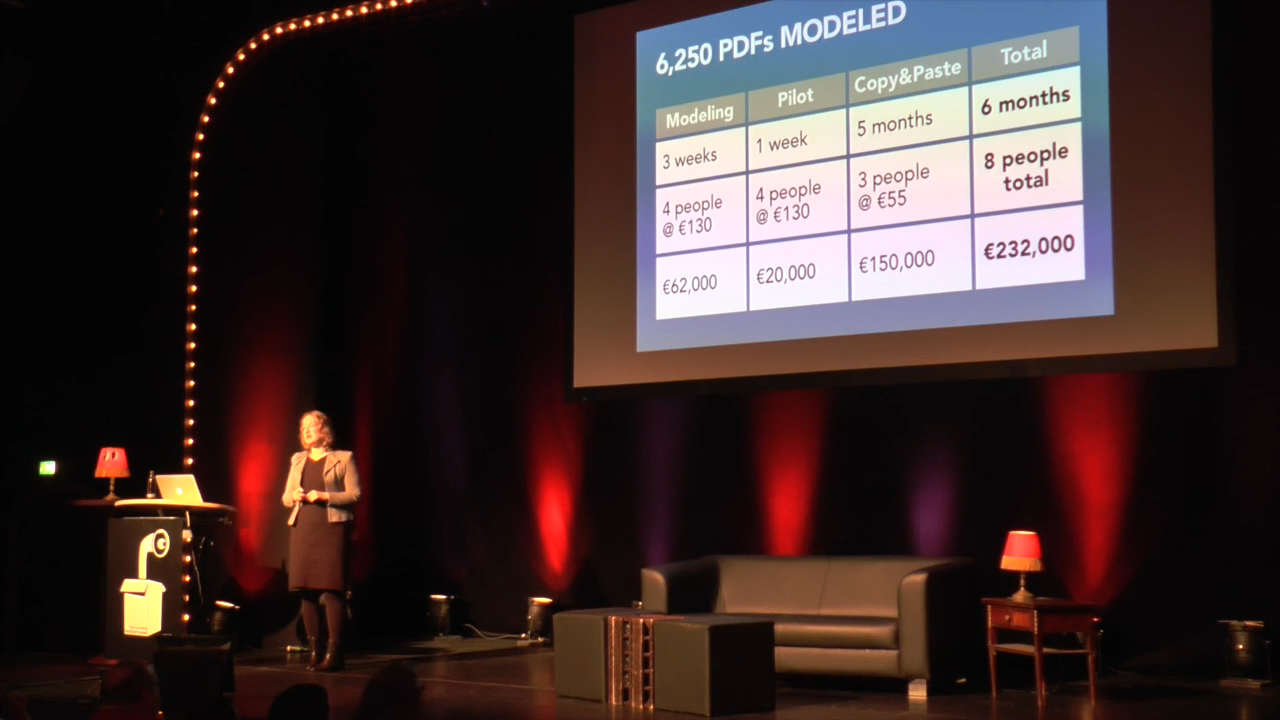 6,250 PDFs MODELED
Modeling Pilot Copy&Paste Total
3 weeks 1 week 5 months 6 months
4 people @ €130 4 people @ €130 3 people @ €55 8 people total
€62,000 €20,000 €150,000 €232,000